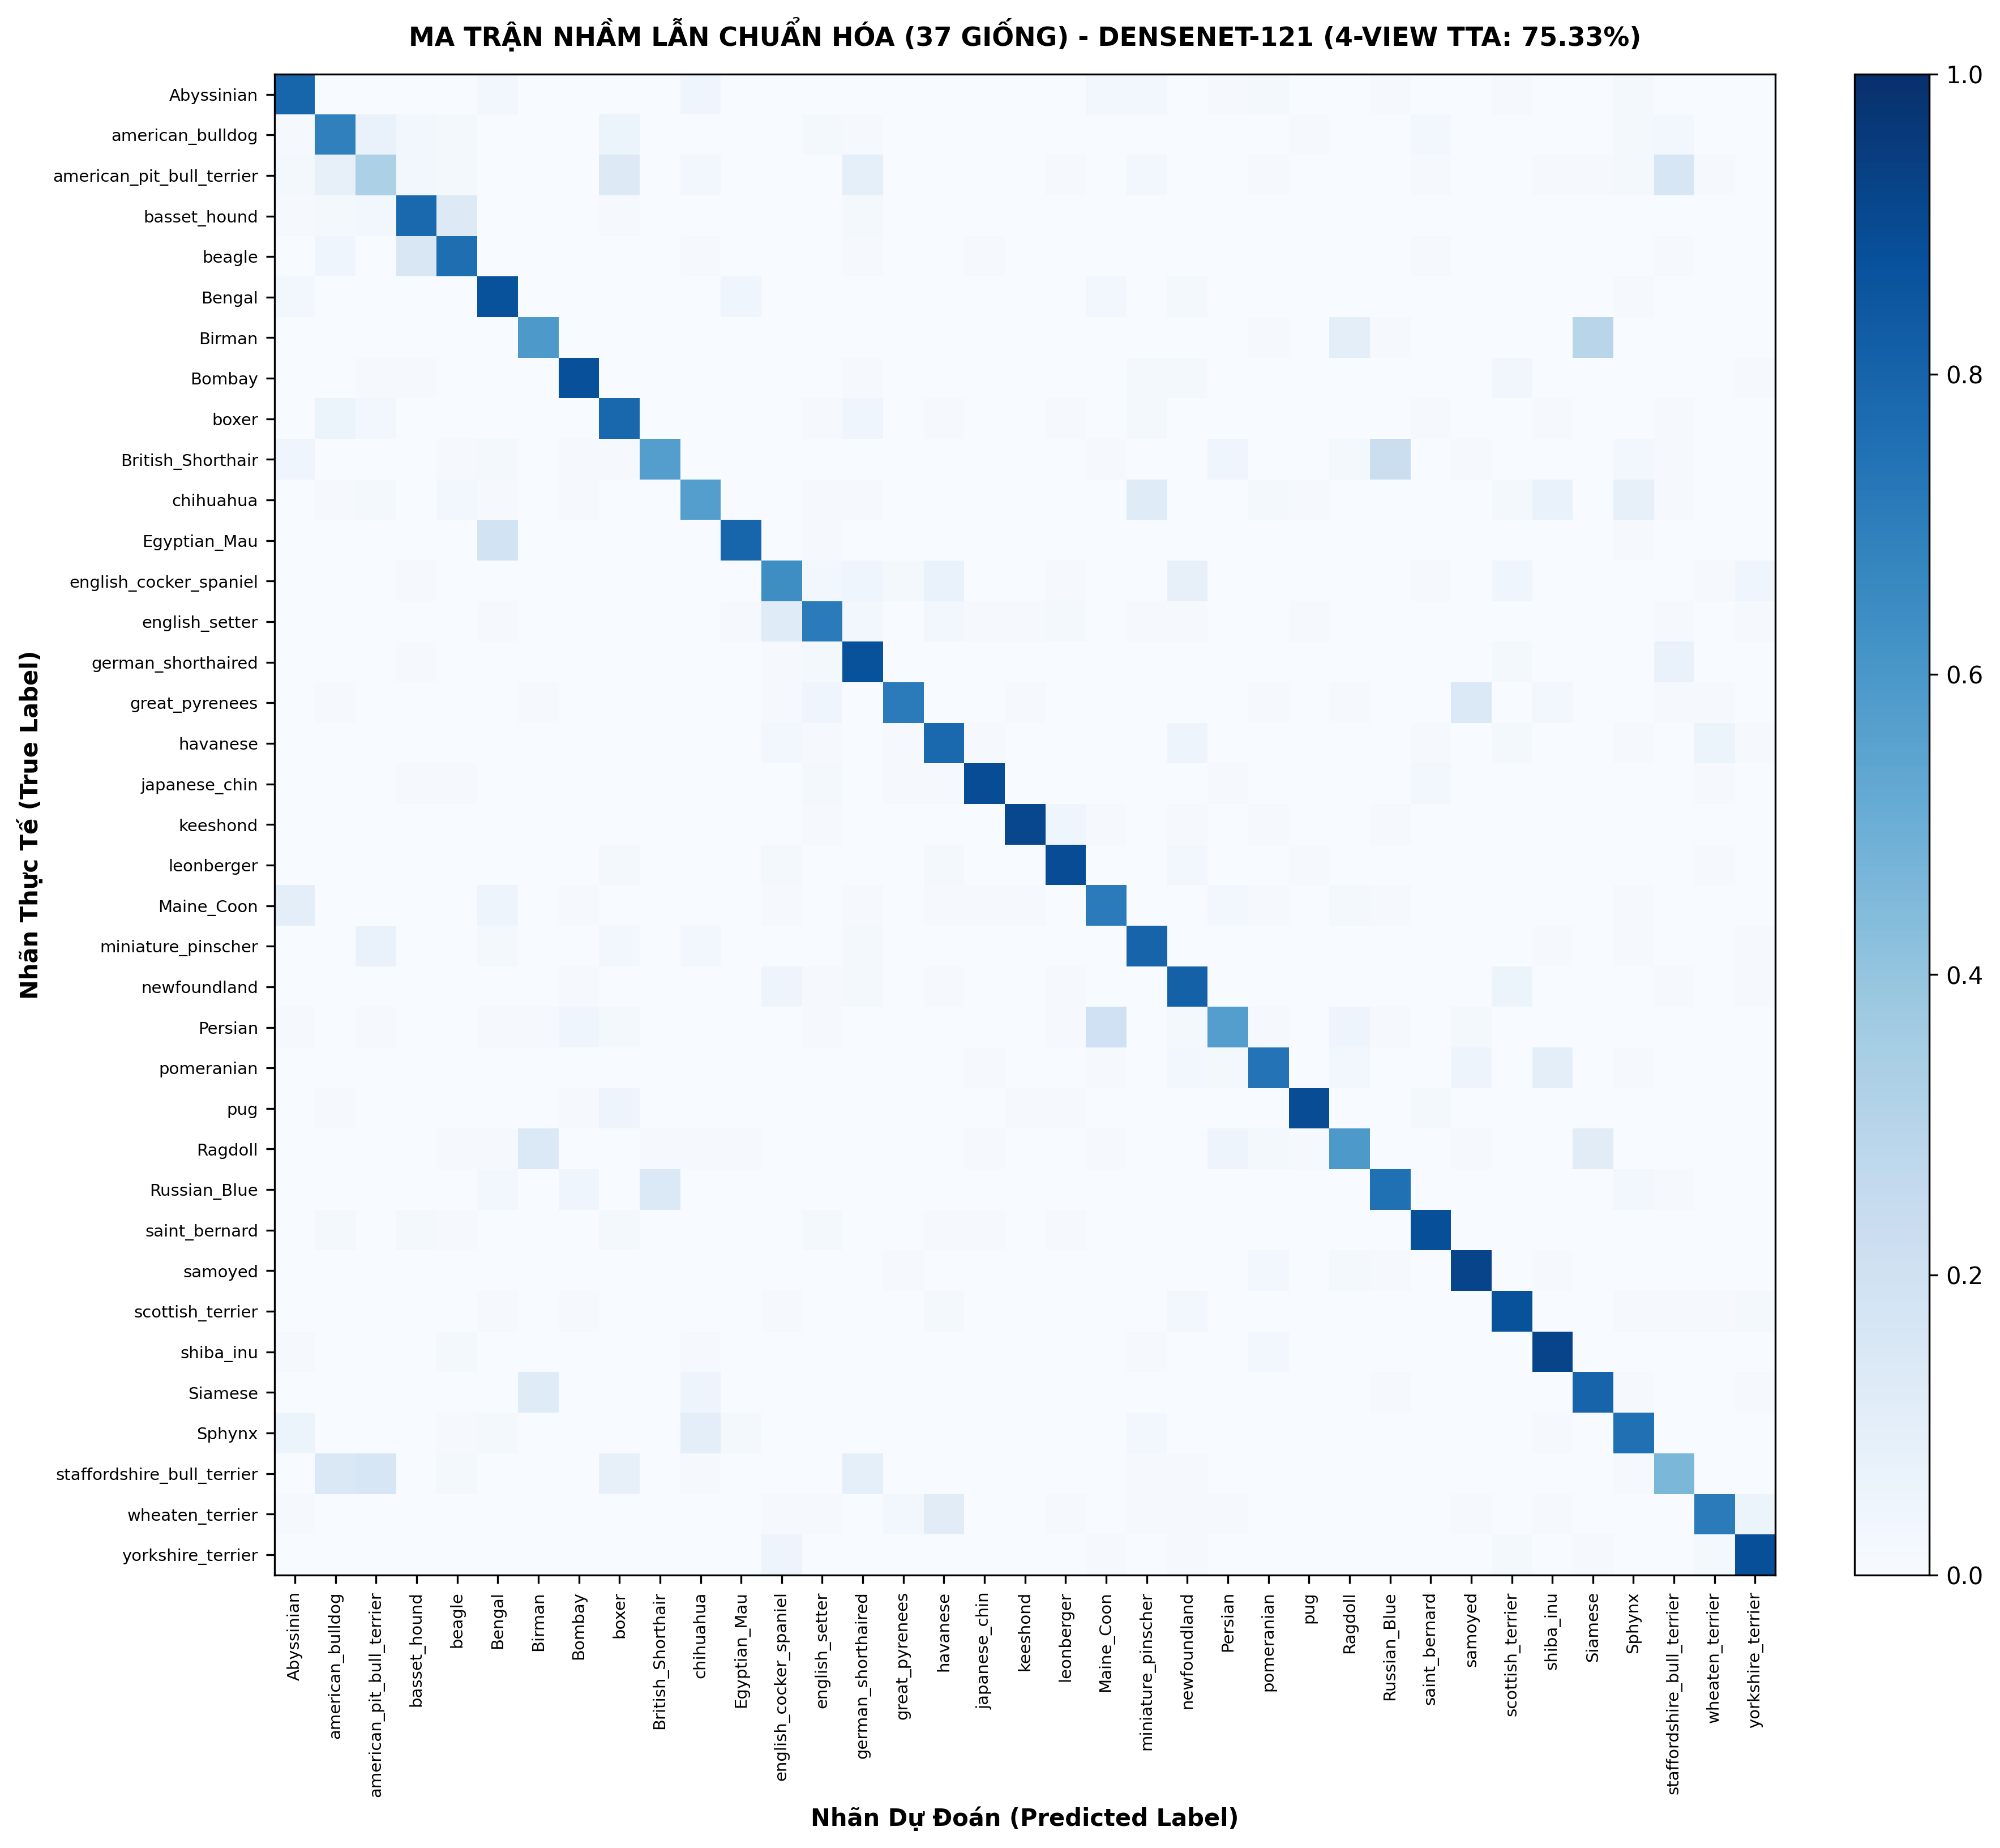 MA TRẬN NHẦM LẪN CHUẨN HÓA (37 GIỐNG) - DENSENET-121 (4-VIEW TTA: 75.33%)
Nhãn Thực Tế (True Label)
Abyssinian
american_bulldog
american_pit_bull_terrier
basset_hound
beagle
Bengal
Birman
Bombay
boxer
British_Shorthair
chihuahua
Egyptian_Mau
english_cocker_spaniel
english_setter
german_shorthaired
great_pyrenees
havanese
japanese_chin
keeshond
leonberger
Maine_Coon
miniature_pinscher
newfoundland
Persian
pomeranian
pug
Ragdoll
Russian_Blue
saint_bernard
samoyed
scottish_terrier
shiba_inu
Siamese
Sphynx
staffordshire_bull_terrier
wheaten_terrier
yorkshire_terrier
Abyssinian
american_bulldog
american_pit_bull_terrier
basset_hound
beagle
Bengal
Birman
Bombay
boxer
British_Shorthair
chihuahua
Egyptian_Mau
english_cocker_spaniel
english_setter
german_shorthaired
great_pyrenees
havanese
japanese_chin
keeshond
leonberger
Maine_Coon
miniature_pinscher
newfoundland
Persian
pomeranian
pug
Ragdoll
Russian_Blue
saint_bernard
samoyed
scottish_terrier
shiba_inu
Siamese
Sphynx
staffordshire_bull_terrier
wheaten_terrier
yorkshire_terrier
Nhãn Dự Đoán (Predicted Label)
1.0
0.8
0.6
0.4
0.2
0.0